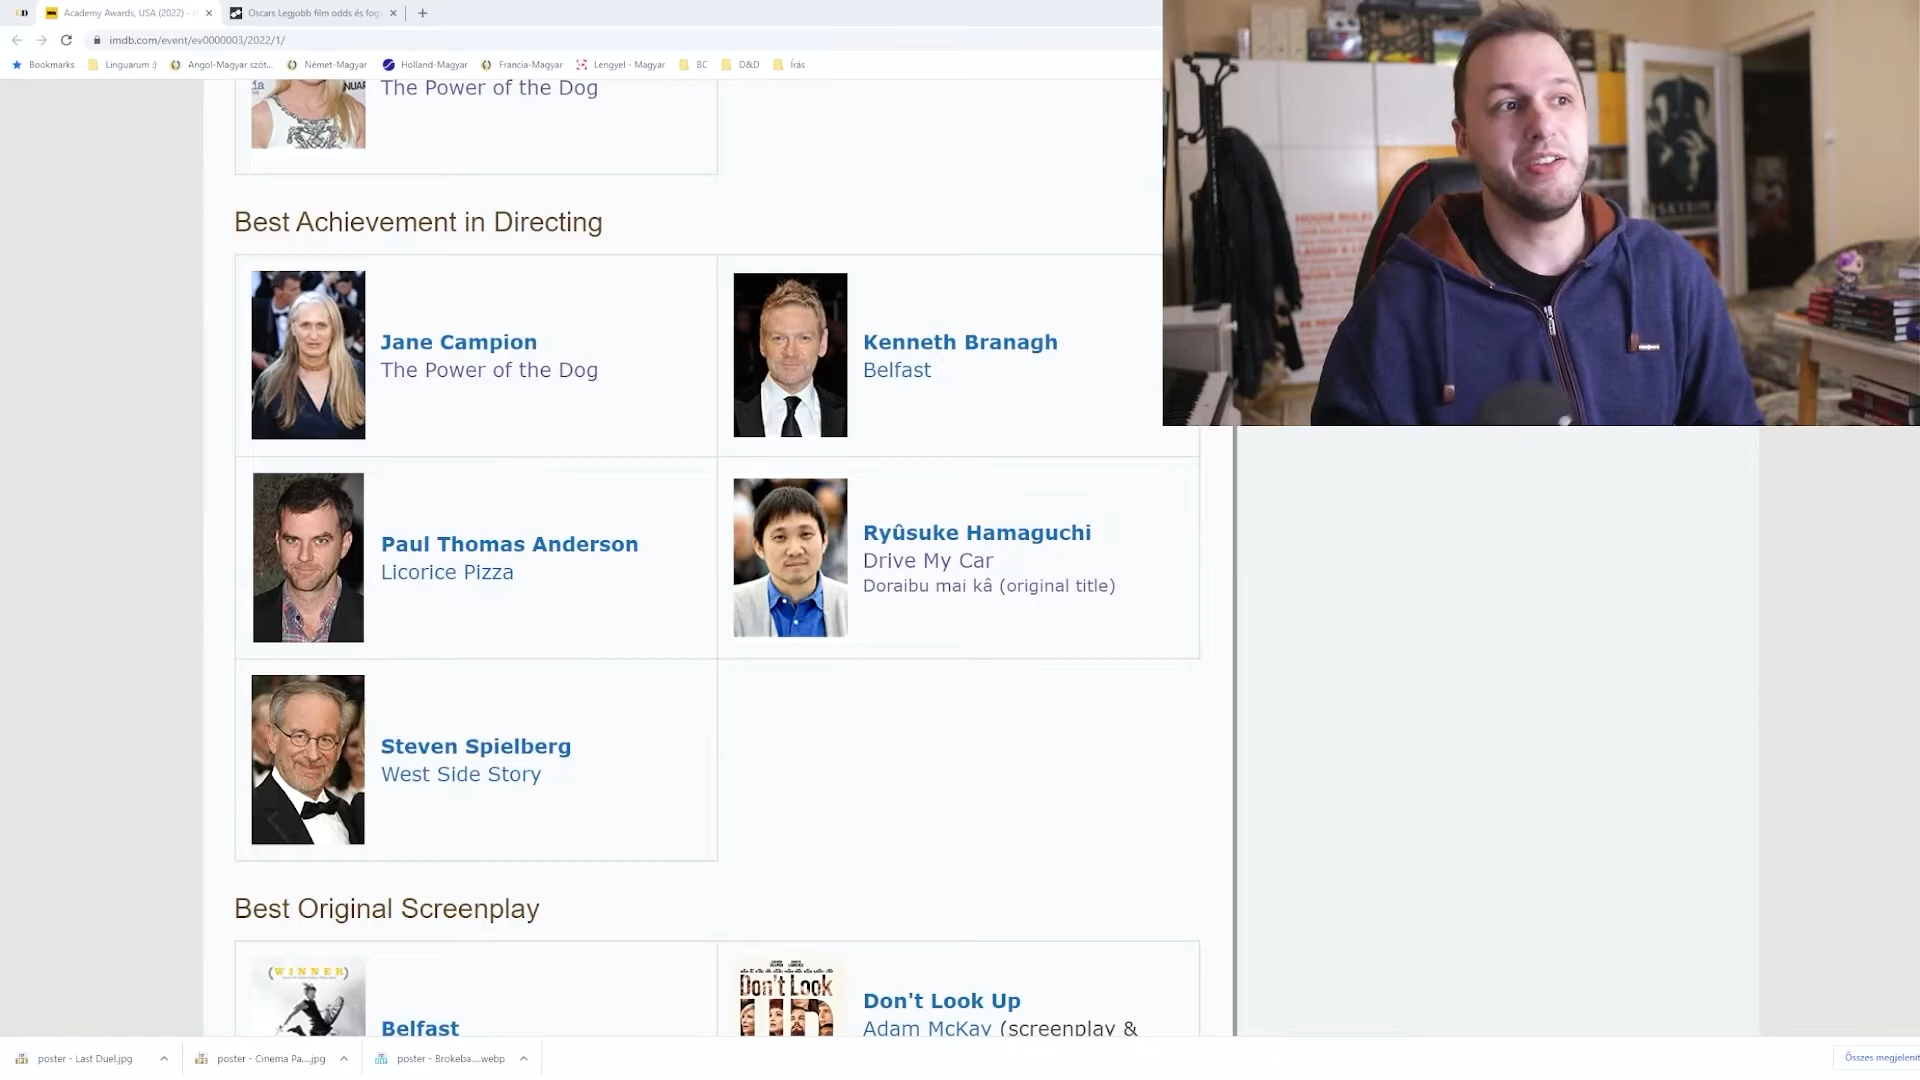 Academy Awards, USA (2022) -
Oscars Legjobb film odds és fog
imdb.com/event/ev0000003/2022/1/
Bookmarks
Linguarum :)
Angol-Magyar szót...
Német-Magyar
Holland-Magyar
Francia-Magyar
Lengyel - Magyar
BC
D&D
Írás
The Power of the Dog
Best Achievement in Directing
Jane Campion
The Power of the Dog
Kenneth Branagh
Belfast
Paul Thomas Anderson
Licorice Pizza
Ryûsuke Hamaguchi
Drive My Car
Doraibu mai kâ (original title)
Steven Spielberg
West Side Story
Best Original Screenplay
(WINNER)
Belfast
Don't Look
UP
Don't Look Up
Adam McKay (screenplay &
poster - Last Duel.jpg
poster - Cinema Pa....jpg
poster - Brokeba....webp
Összes megjelenít
HOUSE RULES
SKYRIM